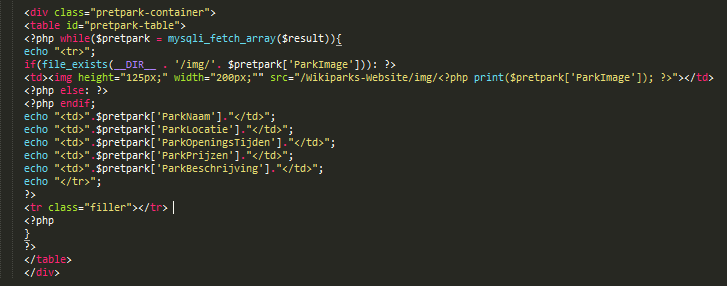 <div class="pretpark-container">
<table id="pretpark-table">
<?php while($pretpark = mysqli_fetch_array($result)){
echo "<tr>";
if(file_exists(__DIR__ . '/img/'. $pretpark['ParkImage'])): ?>
<td><img height="125px;" width="200px;"" src="/Wikiparks-Website/img/<?php print($pretpark['ParkImage']); ?>"></td>
<?php else: ?>
<?php endif;
echo "<td>".$pretpark['ParkNaam']."</td>";
echo "<td>".$pretpark['ParkLocatie']."</td>";
echo "<td>".$pretpark['ParkOpeningsTijden']."</td>";
echo "<td>".$pretpark['ParkPrijzen']."</td>";
echo "<td>".$pretpark['ParkBeschrijving']."</td>";
echo "</tr>";
?>
<tr class="filler"></tr>
<?php
}
?>
</table>
</div>